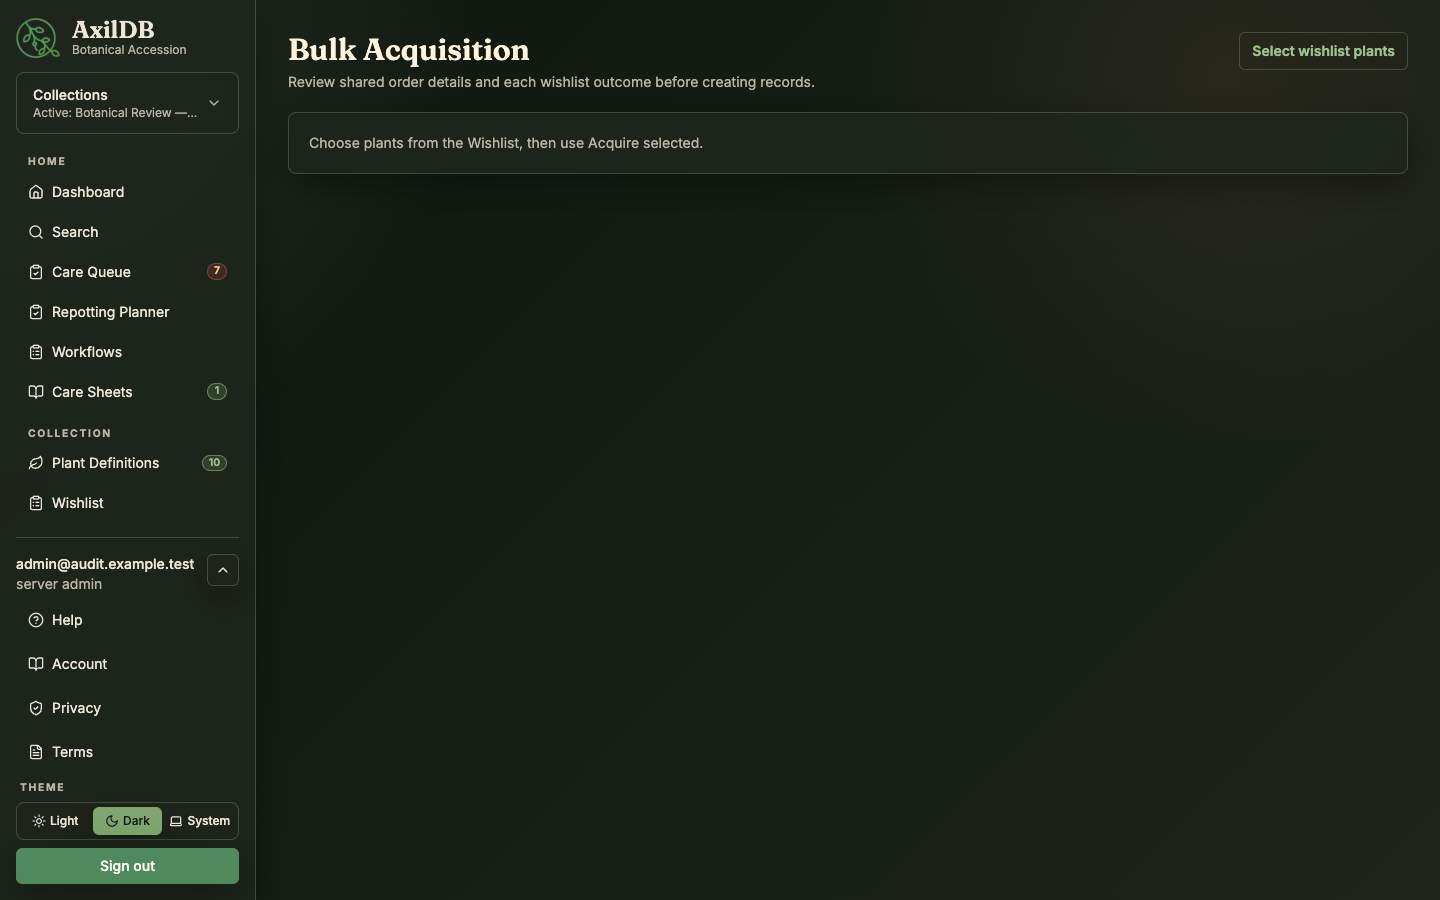 AxilDB
Botanical Accession
Collections
Active: Botanical Review —...
HOME
Dashboard
Search
Care Queue 7
Repotting Planner
Workflows
Care Sheets 1
COLLECTION
Plant Definitions 10
Wishlist
admin@audit.example.test
server admin
Help
Account
Privacy
Terms
THEME
Light Dark System
Sign out
Bulk Acquisition
Select wishlist plants
Review shared order details and each wishlist outcome before creating records.
Choose plants from the Wishlist, then use Acquire selected.